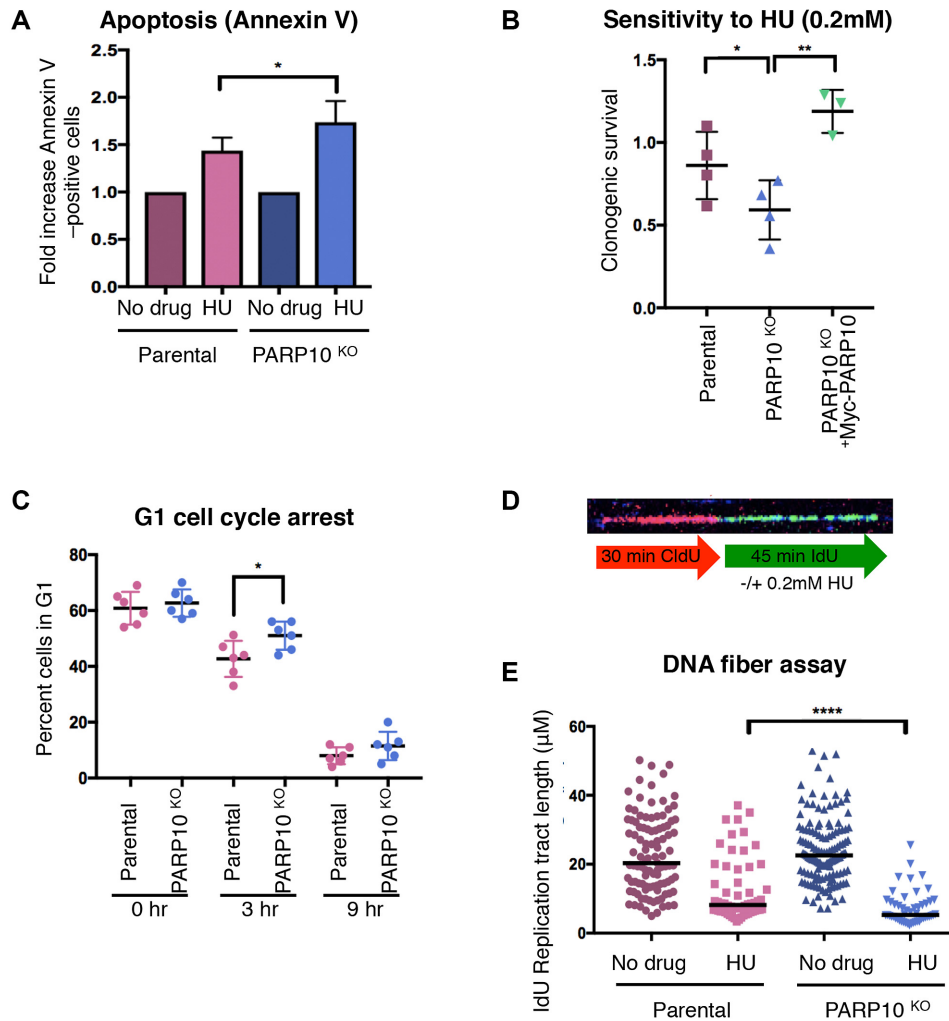 A
Apoptosis (Annexin V)
Fold increase Annexin V
–positive cells
2.5
2.0
1.5
1.0
0.5
0.0
*
No drug HU No drug HU
Parental PARP10 KO
B
Sensitivity to HU (0.2mM)
Clonogenic survival
1.5
1.0
0.5
0.0
* **
Parental
PARP10 KO
PARP10 KO
+Myc-PARP10
C
G1 cell cycle arrest
Percent cells in G1
80
60
40
20
0
*
Parental
PARP10 KO
Parental
PARP10 KO
Parental
PARP10 KO
0 hr 3 hr 9 hr
D
30 min CldU 45 min IdU
-/+ 0.2mM HU
E
DNA fiber assay
IdU Replication tract length (µM)
60
40
20
0
****
No drug HU No drug HU
Parental PARP10 KO